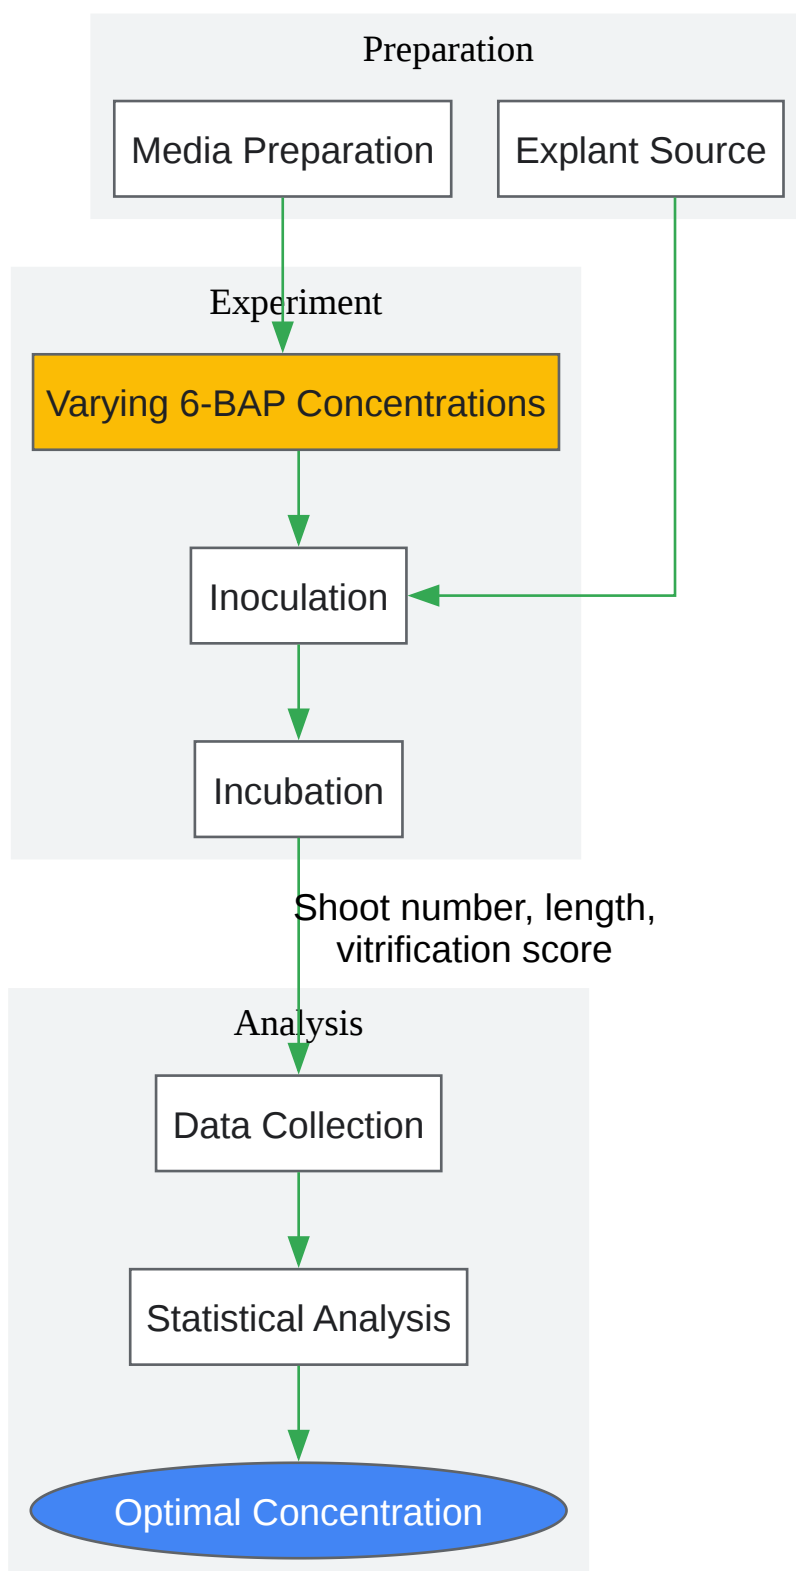 Preparation
Media Preparation
Explant Source
Experiment
Varying 6-BAP Concentrations
Inoculation
Incubation
Shoot number, length,
vitrification score
Analysis
Data Collection
Statistical Analysis
Optimal Concentration